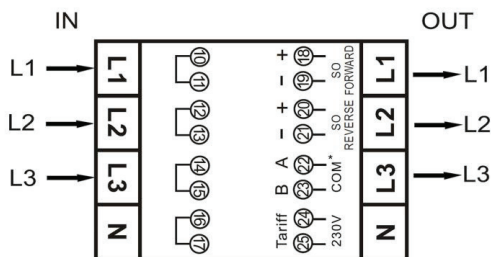 IN
OUT
L1
L2
L3
L1
L2
L3
N
10
11
12
13
14
15
16
17
+ 18
- 19
SO
FORWARD
+ 20
- 21
SO
REVERSE
A 22
B 23
COM*
Tariff
24
25
230V
L1
L2
L3
N
L1
L2
L3